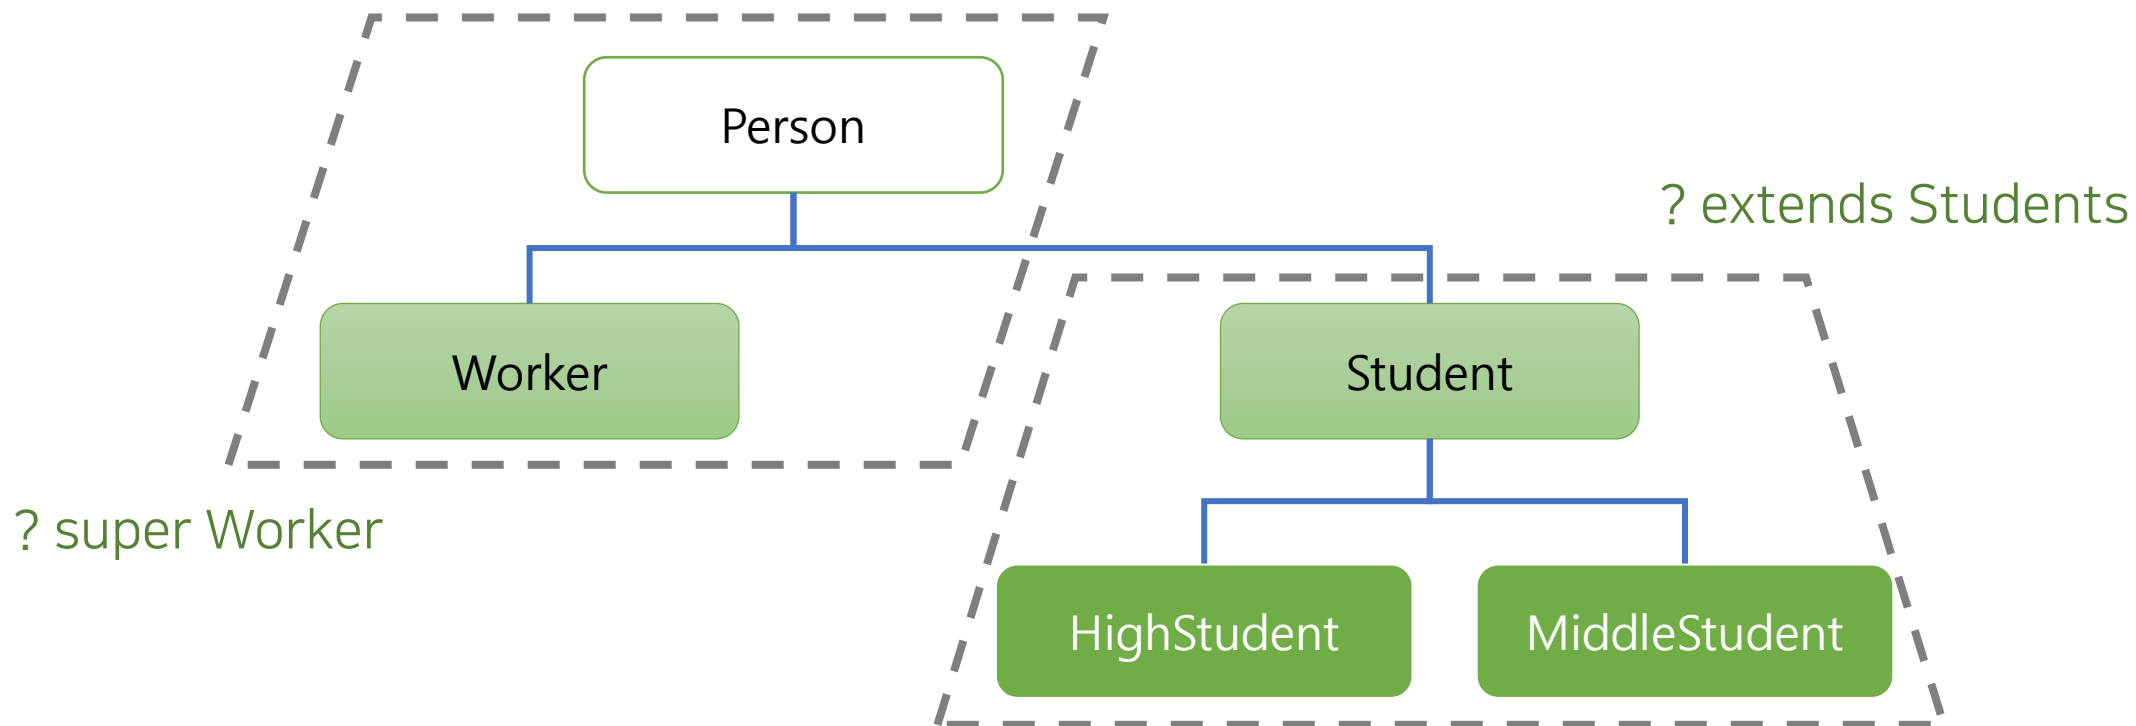 Person
? extends Students
Worker
Student
? super Worker
HighStudent
MiddleStudent